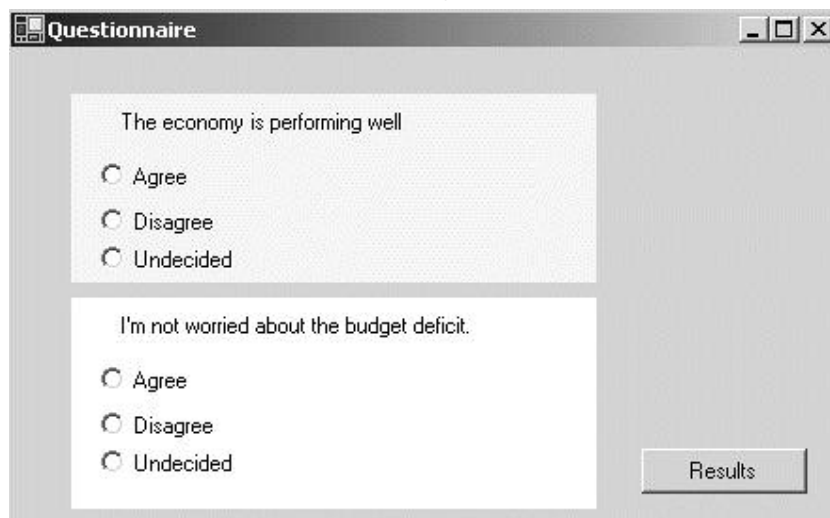 Questionnaire
The economy is performing well
Agree
Disagree
Undecided
I'm not worried about the budget deficit.
Agree
Disagree
Undecided
Results